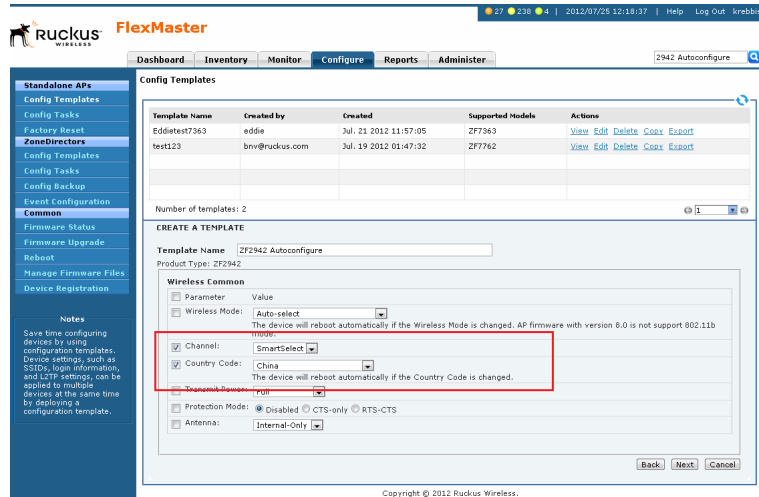 27 238 4 | 2012/07/25 12:18:37 | Help Log Out krebbis
Ruckus WIRELESS FlexMaster
Dashboard Inventory Monitor Configure Reports Administer 2942 Autoconfigure
Standalone APs
Config Templates
Config Tasks
Factory Reset
ZoneDirectors
Config Templates
Config Tasks
Config Backup
Event Configuration
Common
Firmware Status
Firmware Upgrade
Reboot
Manage Firmware Files
Device Registration
Notes
Save time configuring
devices by using
configuration templates.
Device settings, such as
SSIDs, login information,
and L2TP settings, can be
applied to multiple
devices at the same time
by deploying a
configuration template.
Config Templates
Template Name Created by Created Supported Models Actions
Eddietest7363 eddie Jul. 21 2012 11:57:05 ZF7363 View Edit Delete Copy Export
test123 bnv@ruckus.com Jul. 19 2012 01:47:32 ZF7762 View Edit Delete Copy Export
Number of templates: 2 1
CREATE A TEMPLATE
Template Name ZF2942 Autoconfigure
Product Type: ZF2942
Wireless Common
Parameter Value
Wireless Mode: Auto-select
The device will reboot automatically if the Wireless Mode is changed. AP firmware with version 8.0 is not support 802.11b
mode.
Channel: SmartSelect
Country Code: China
The device will reboot automatically if the Country Code is changed.
Transmit Power: Full
Protection Mode: Disabled CTS-only RTS-CTS
Antenna: Internal-Only
Back Next Cancel
Copyright © 2012 Ruckus Wireless.